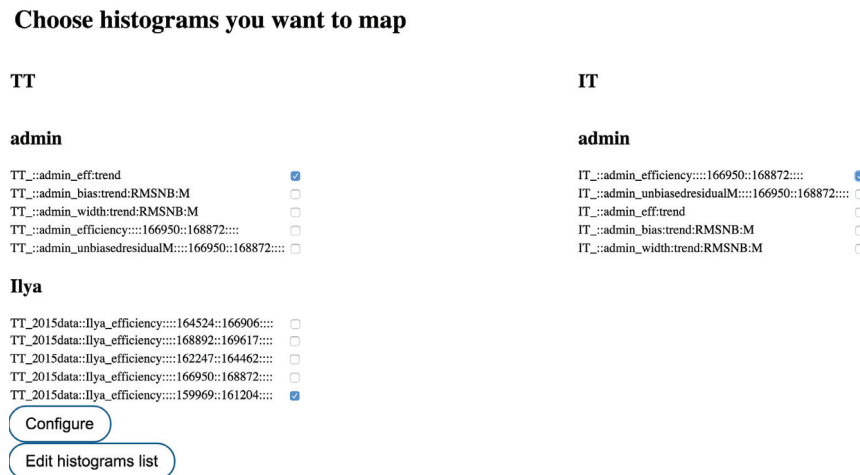 Choose histograms you want to map
TT
admin
TT_::admin_eff:trend
TT_::admin_bias:trend:RMSNB:M
TT_::admin_width:trend:RMSNB:M
TT_::admin_efficiency::::166950::168872::::
TT_::admin_unbiasedresidualM::::166950::168872::::
Ilya
TT_2015data::Ilya_efficiency::::164524::166906::::
TT_2015data::Ilya_efficiency::::168892::169617::::
TT_2015data::Ilya_efficiency::::162247::164462::::
TT_2015data::Ilya_efficiency::::166950::168872::::
TT_2015data::Ilya_efficiency::::159969::161204::::
Configure
Edit histograms list
IT
admin
IT_::admin_efficiency::::166950::168872::::
IT_::admin_unbiasedresidualM::::166950::168872::::
IT_::admin_eff:trend
IT_::admin_bias:trend:RMSNB:M
IT_::admin_width:trend:RMSNB:M